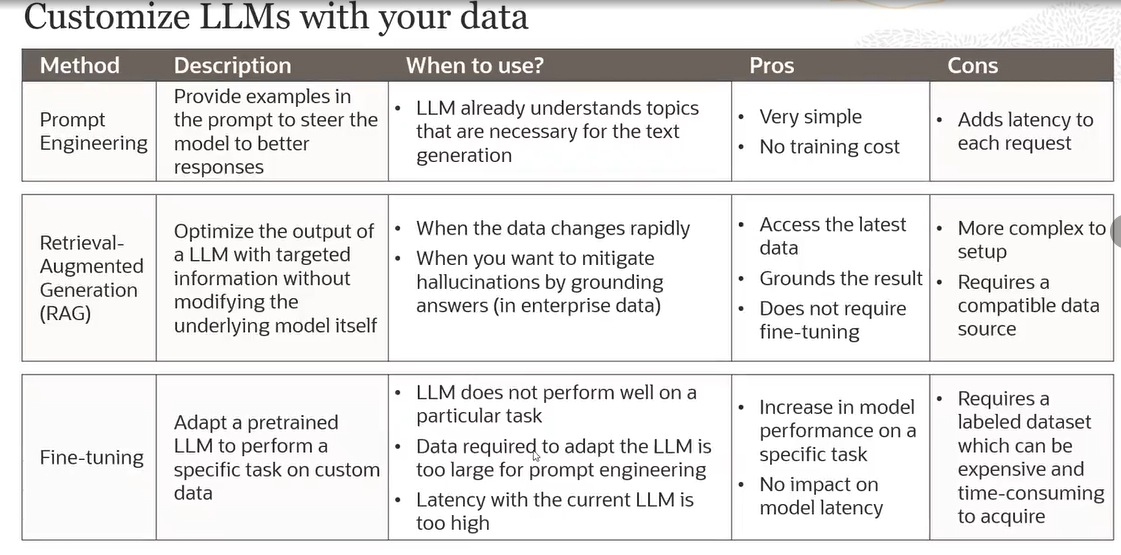 Customize LLMs with your data
Method Description When to use? Pros Cons
Prompt
Engineering
Provide examples in
the prompt to steer the
model to better
responses
• LLM already understands topics
that are necessary for the text
generation
• Very simple
• No training cost
• Adds latency to
each request
Retrieval-
Augmented
Generation
(RAG)
Optimize the output of
a LLM with targeted
information without
modifying the
underlying model itself
• When the data changes rapidly
• When you want to mitigate
hallucinations by grounding
answers (in enterprise data)
• Access the latest
data
• Grounds the result
• Does not require
fine-tuning
• More complex to
setup
• Requires a
compatible data
source
Fine-tuning
Adapt a pretrained
LLM to perform a
specific task on custom
data
• LLM does not perform well on a
particular task
• Data required to adapt the LLM is
too large for prompt engineering
• Latency with the current LLM is
too high
• Increase in model
performance on a
specific task
• No impact on
model latency
• Requires a
labeled dataset
which can be
expensive and
time-consuming
to acquire